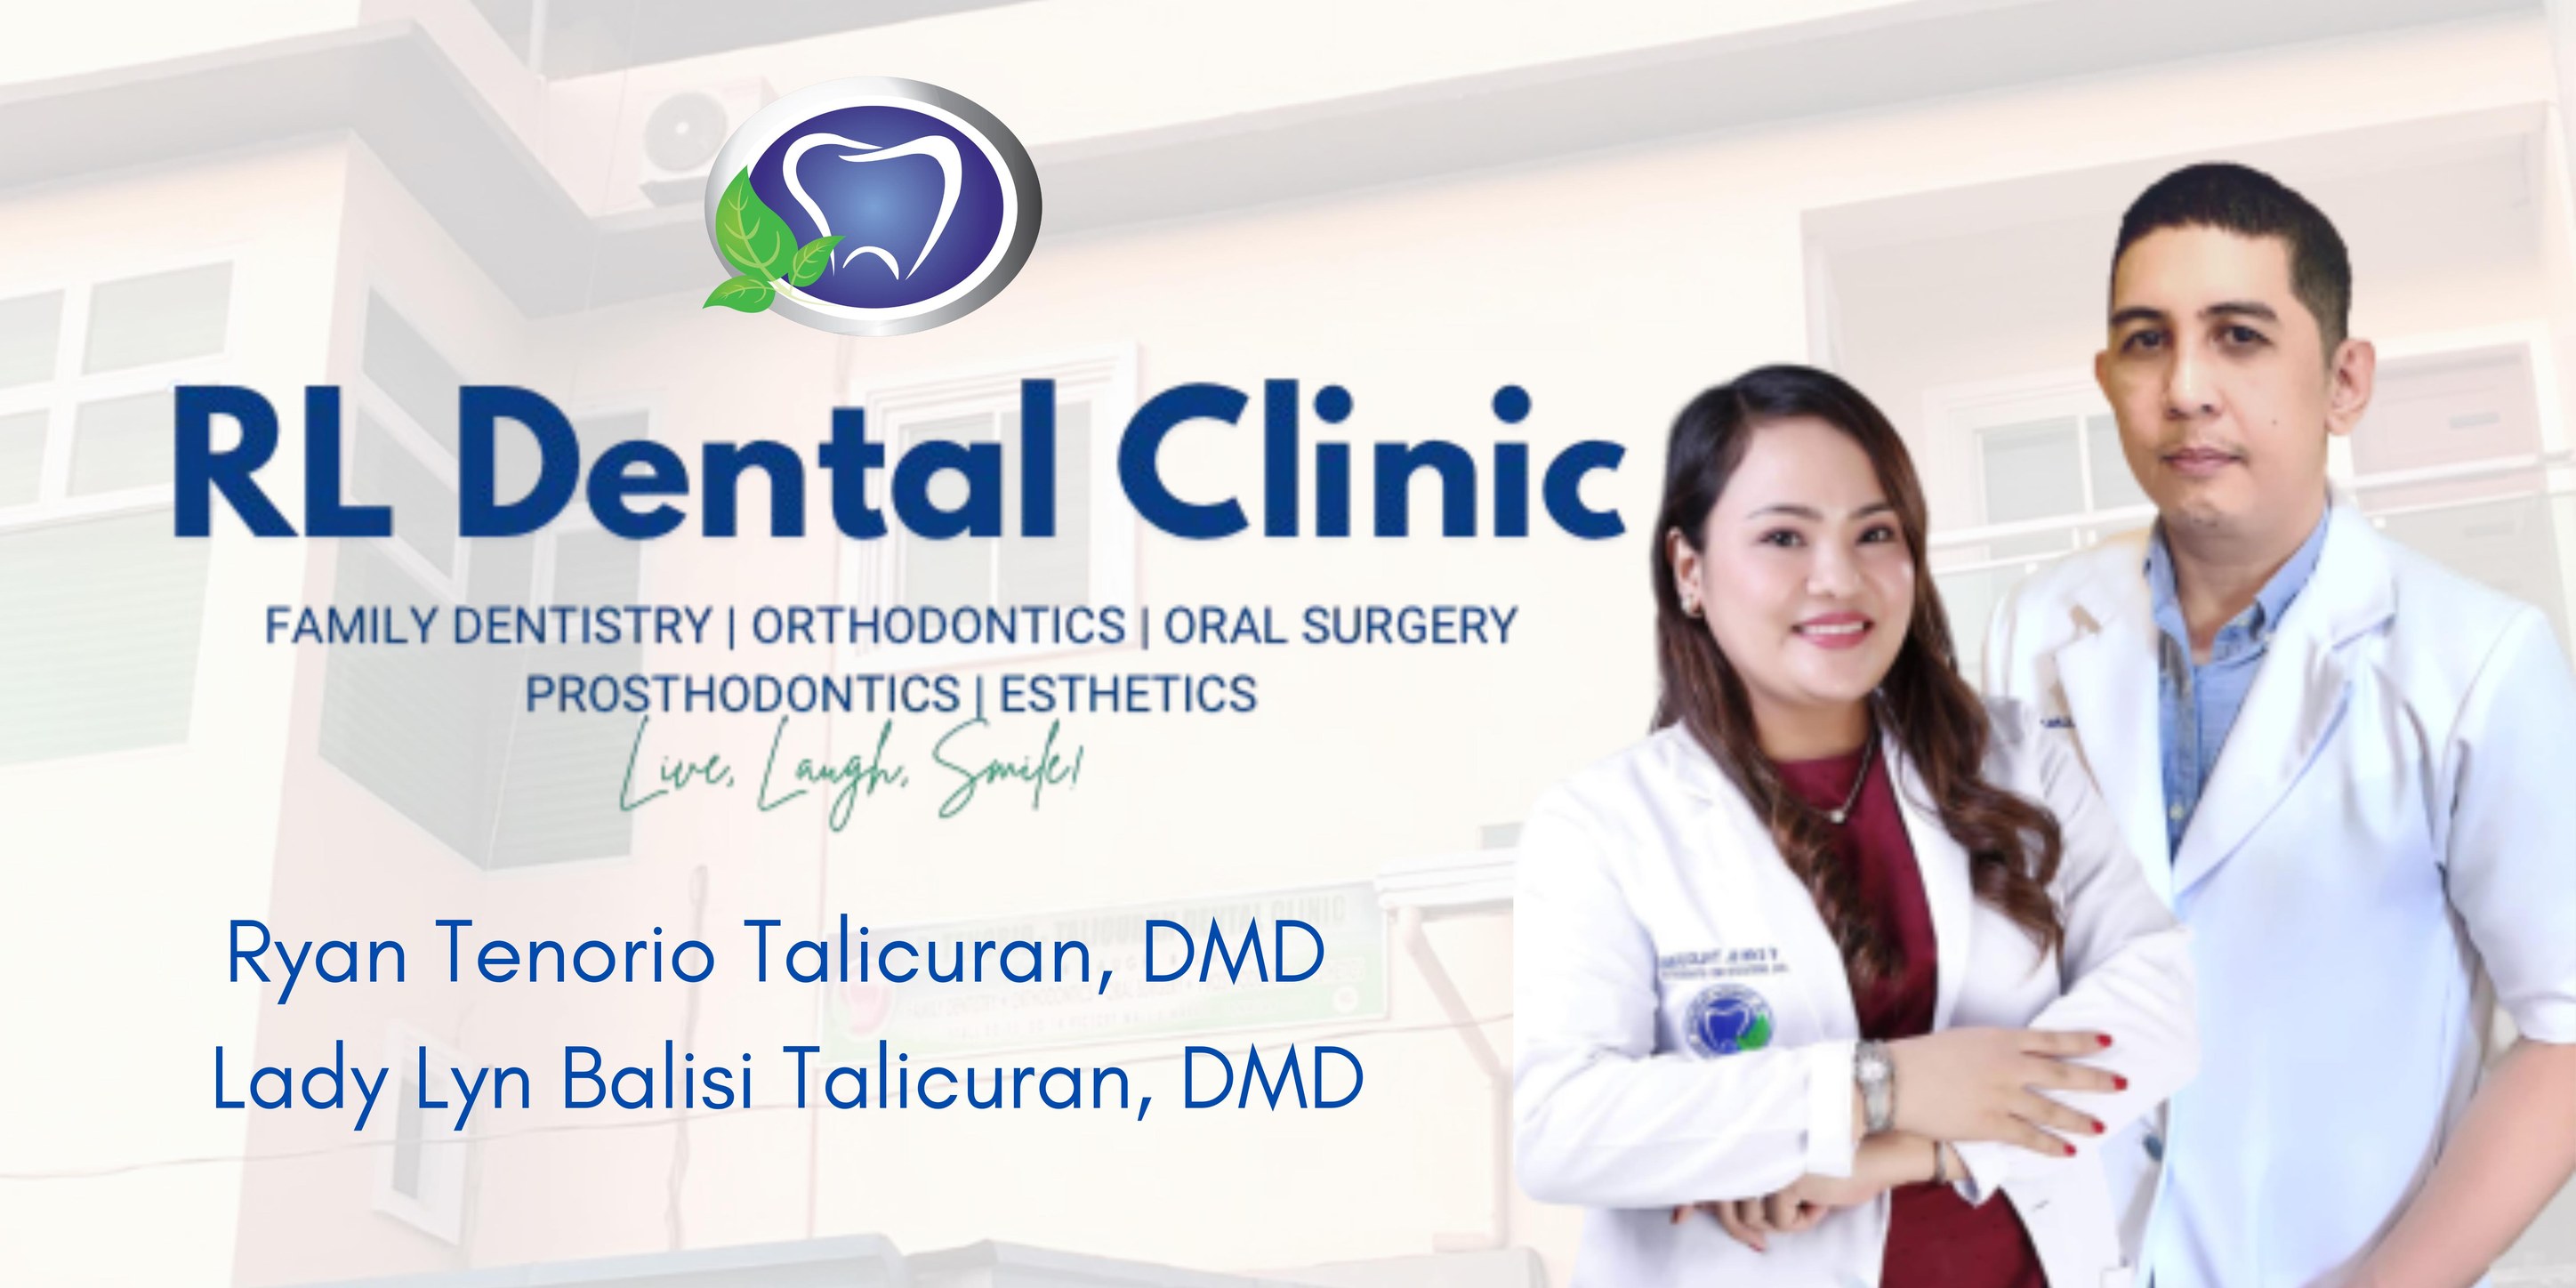 RL Dental Clinic
FAMILY DENTISTRY | ORTHODONTICS | ORAL SURGERY
PROSTHODONTICS | ESTHETICS
Live, Laugh, Smile!
Ryan Tenorio Talicuran, DMD
Lady Lyn Balisi Talicuran, DMD